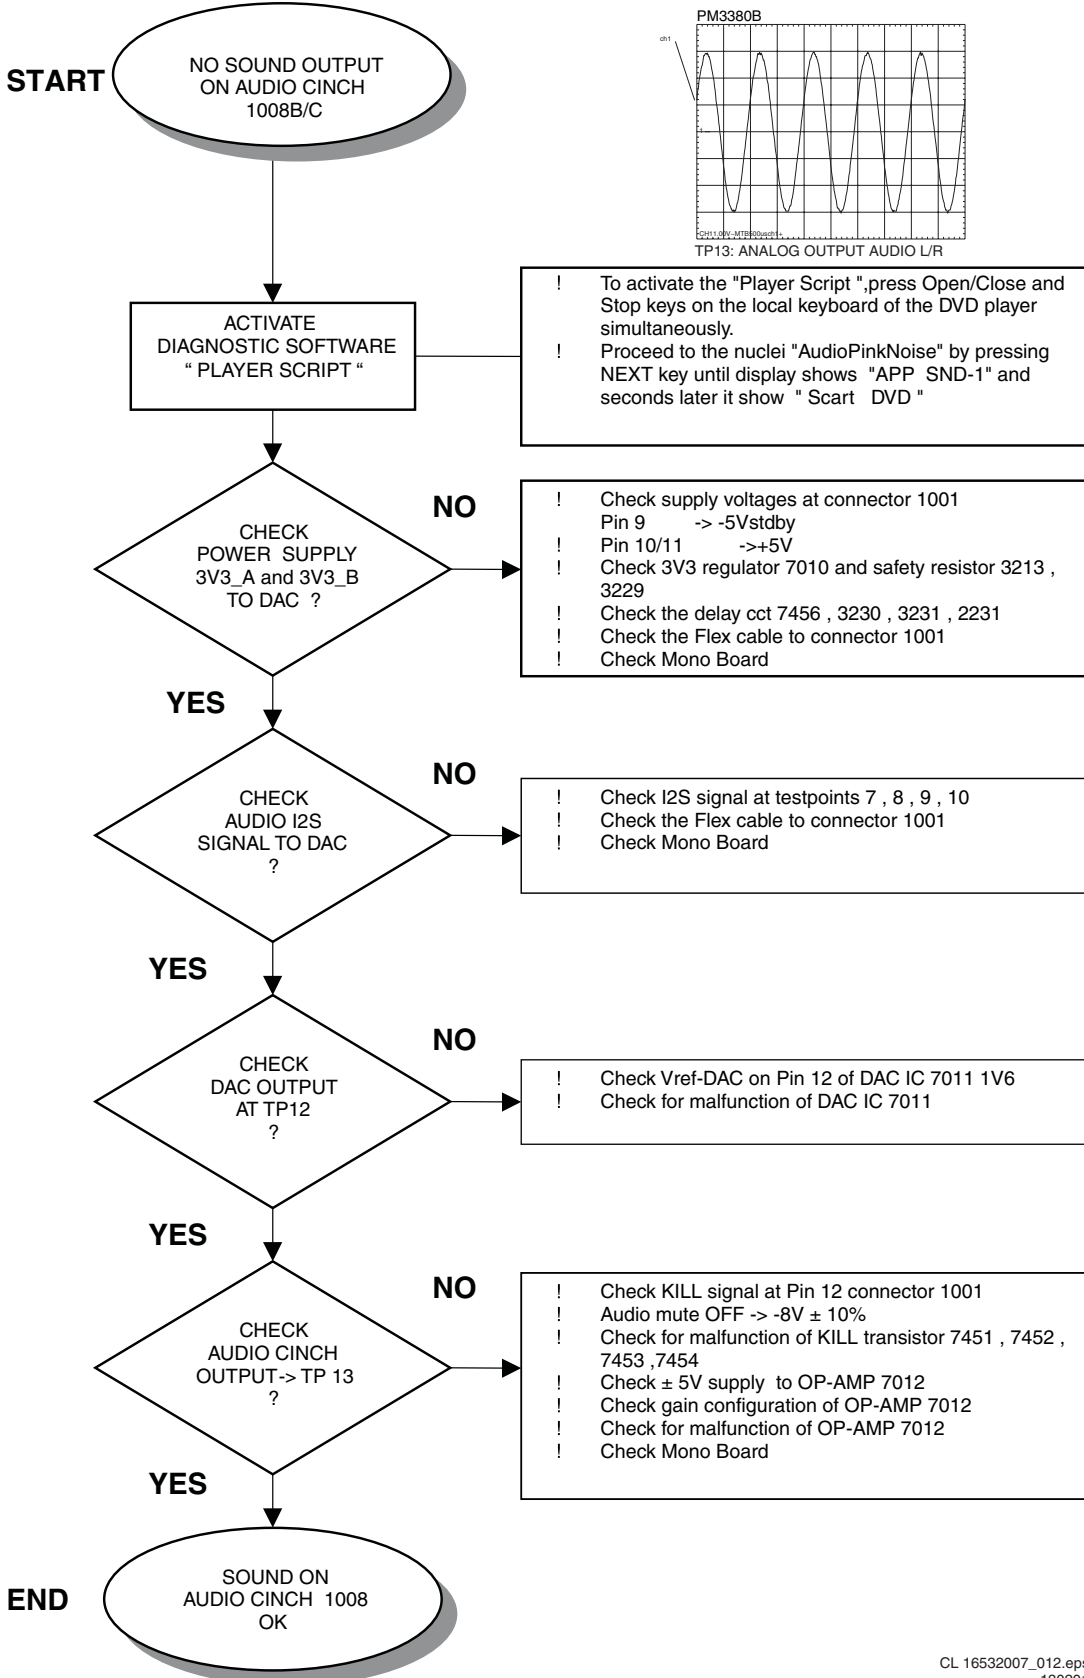 PM3380B
ch1
1
CH11.00V~MTB500usch1+
TP13: ANALOG OUTPUT AUDIO L/R
START
NO SOUND OUTPUT
ON AUDIO CINCH
1008B/C
ACTIVATE
DIAGNOSTIC SOFTWARE
“ PLAYER SCRIPT “
! To activate the "Player Script ",press Open/Close and
Stop keys on the local keyboard of the DVD player
simultaneously.
! Proceed to the nuclei "AudioPinkNoise" by pressing
NEXT key until display shows "APP SND-1" and
seconds later it show " Scart DVD "
CHECK
POWER SUPPLY
3V3_A and 3V3_B
TO DAC ?
NO
! Check supply voltages at connector 1001
Pin 9 -> -5Vstdby
! Pin 10/11 ->+5V
! Check 3V3 regulator 7010 and safety resistor 3213 ,
3229
! Check the delay cct 7456 , 3230 , 3231 , 2231
! Check the Flex cable to connector 1001
! Check Mono Board
YES
CHECK
AUDIO I2S
SIGNAL TO DAC
?
NO
! Check I2S signal at testpoints 7 , 8 , 9 , 10
! Check the Flex cable to connector 1001
! Check Mono Board
YES
CHECK
DAC OUTPUT
AT TP12
?
NO
! Check Vref-DAC on Pin 12 of DAC IC 7011 1V6
! Check for malfunction of DAC IC 7011
YES
CHECK
AUDIO CINCH
OUTPUT-> TP 13
?
NO
! Check KILL signal at Pin 12 connector 1001
! Audio mute OFF -> -8V ± 10%
! Check for malfunction of KILL transistor 7451 , 7452 ,
7453 ,7454
! Check ± 5V supply to OP-AMP 7012
! Check gain configuration of OP-AMP 7012
! Check for malfunction of OP-AMP 7012
! Check Mono Board
YES
END
SOUND ON
AUDIO CINCH 1008
OK
CL 16532007_012.eps